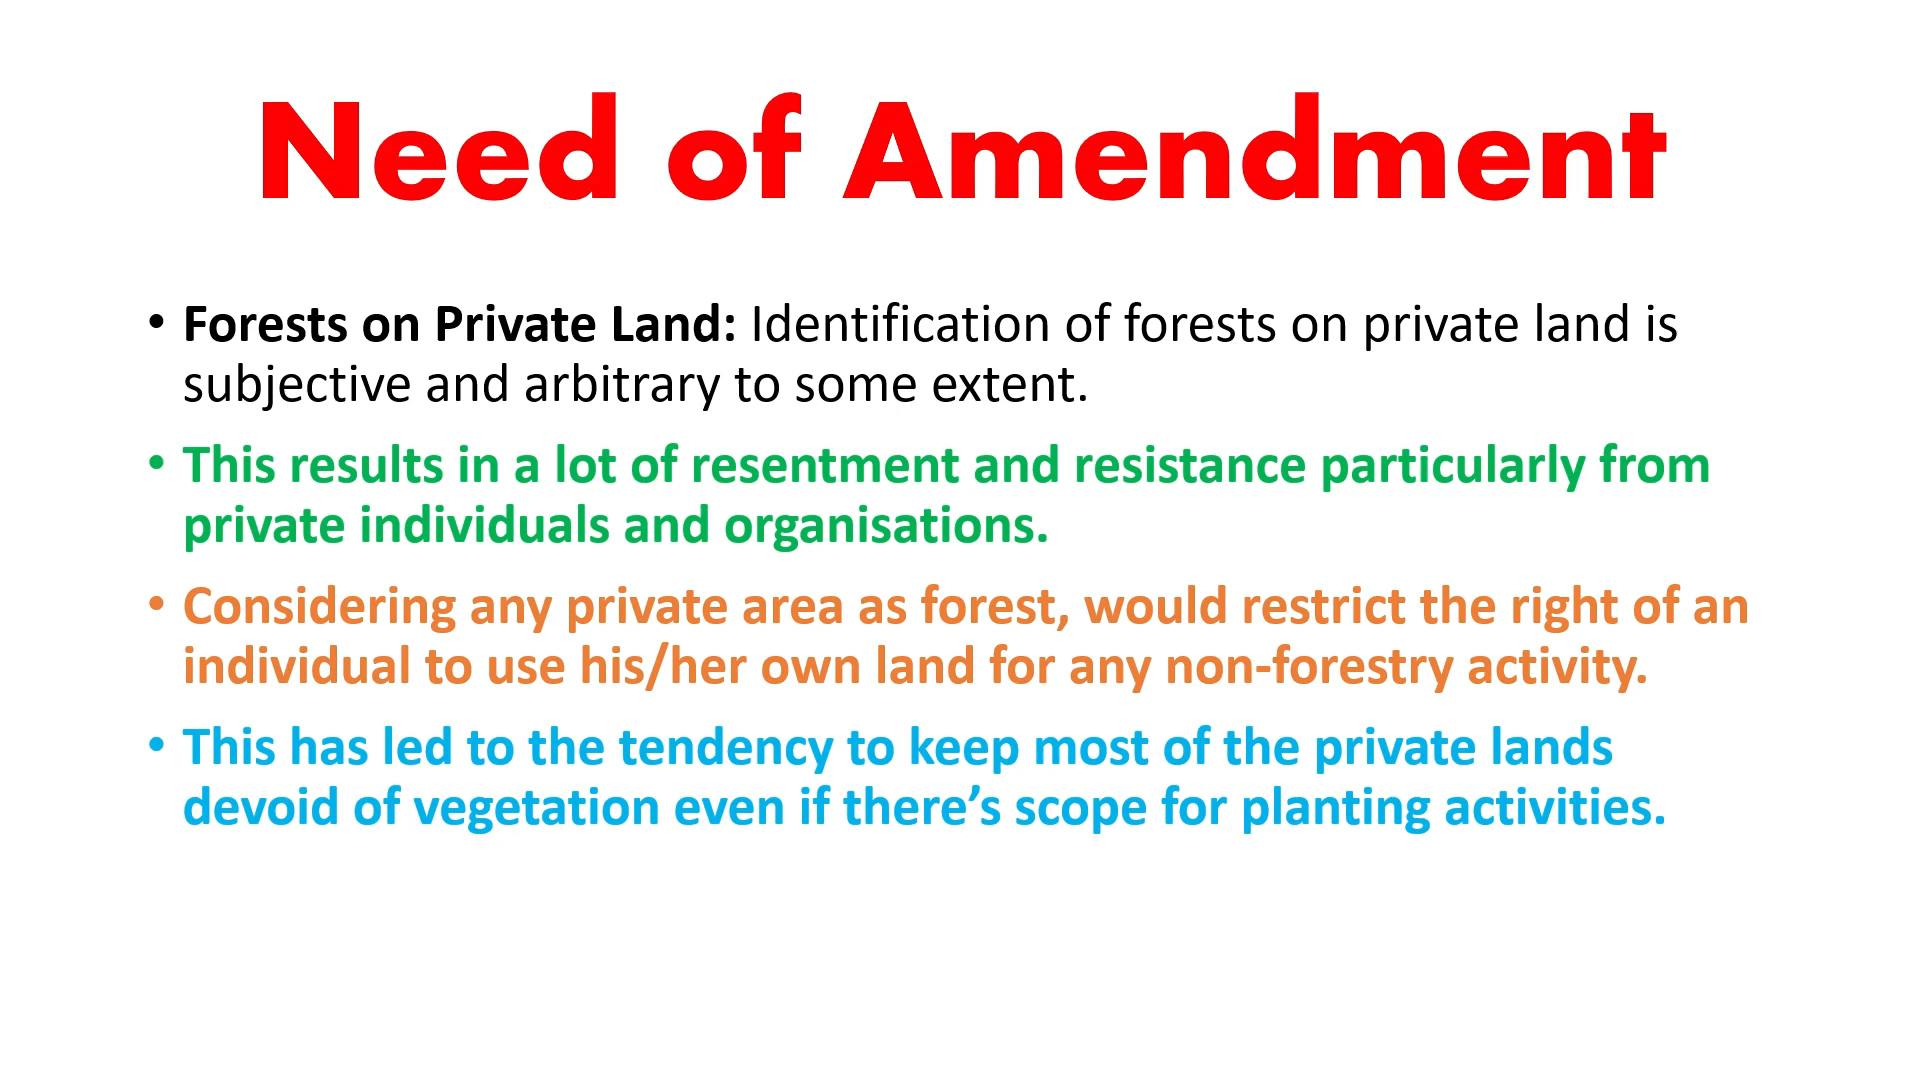 Need of Amendment
• Forests on Private Land: Identification of forests on private land is
subjective and arbitrary to some extent.
• This results in a lot of resentment and resistance particularly from
private individuals and organisations.
• Considering any private area as forest, would restrict the right of an
individual to use his/her own land for any non-forestry activity.
• This has led to the tendency to keep most of the private lands
devoid of vegetation even if there’s scope for planting activities.